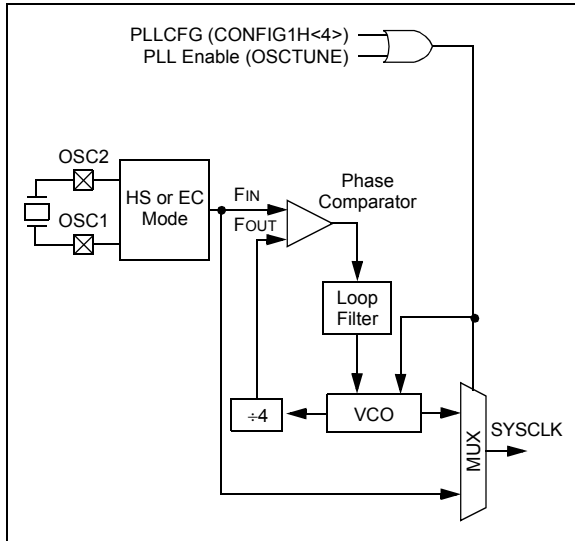 PLLCFG (CONFIG1H<4>)
PLL Enable (OSCTUNE)
OSC2
OSC1
HS or EC
Mode
FIN
FOUT
Phase
Comparator
Loop
Filter
÷4
VCO
MUX
SYSCLK